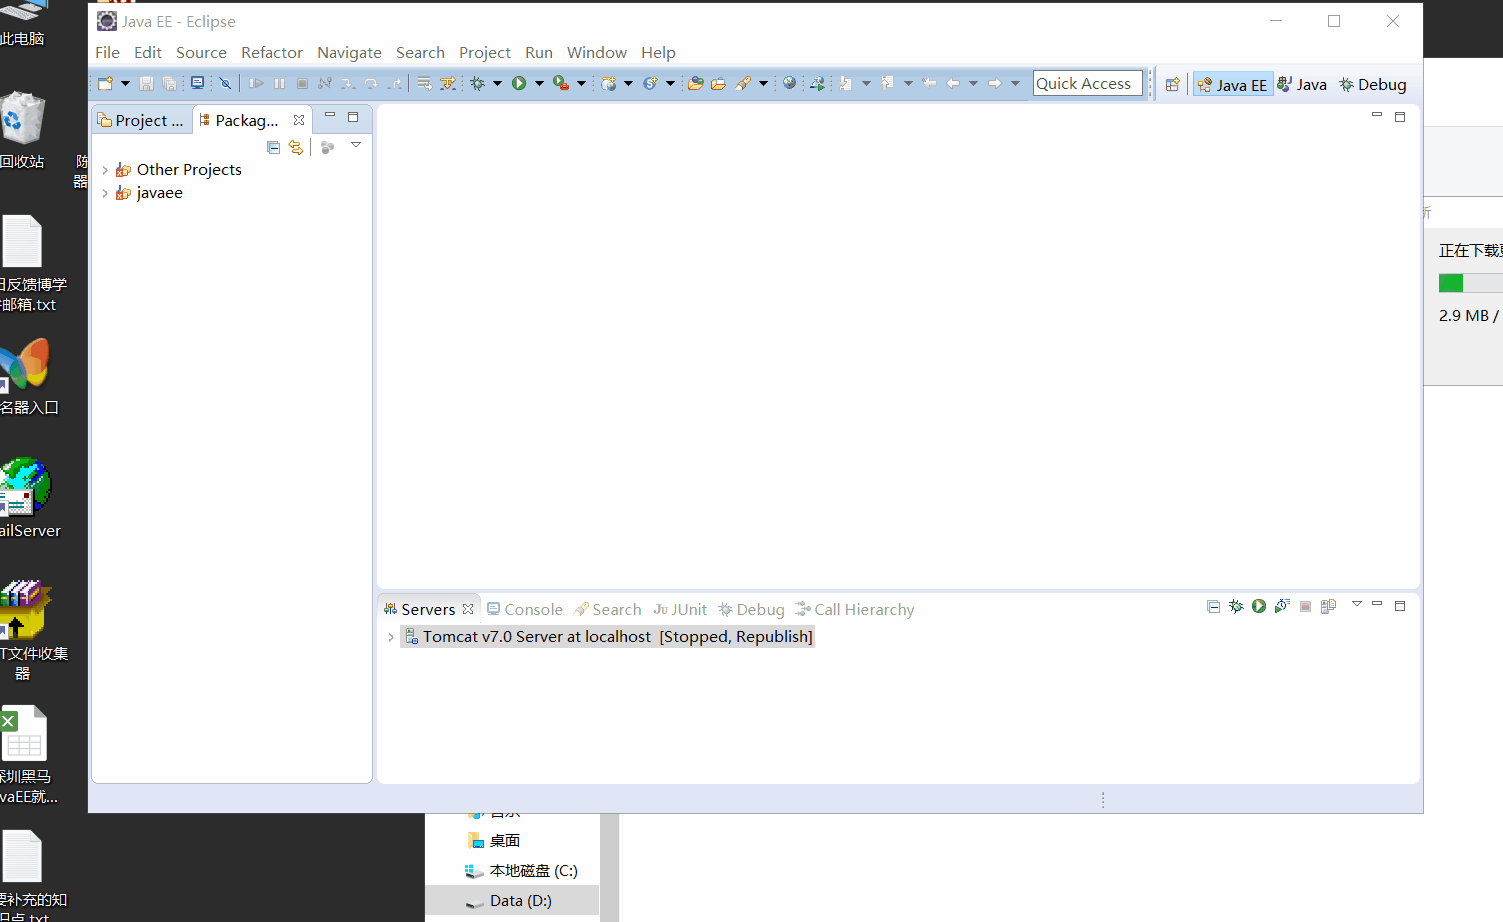 此电脑
回收站
陈
器
日反馈博学
邮箱.txt
名器入口
ailServer
T文件收集
器
深圳黑马
vaEE就...
要补充的知
识点.txt
Java EE - Eclipse
File Edit Source Refactor Navigate Search Project Run Window Help
Quick Access
Java EE
Java
Debug
Project ...
Packag...
Other Projects
javaee
Servers
Console
Search
Ju JUnit
Debug
Call Hierarchy
Tomcat v7.0 Server at localhost [Stopped, Republish]
正在下载
2.9 MB /
音乐
桌面
本地磁盘 (C:)
Data (D:)